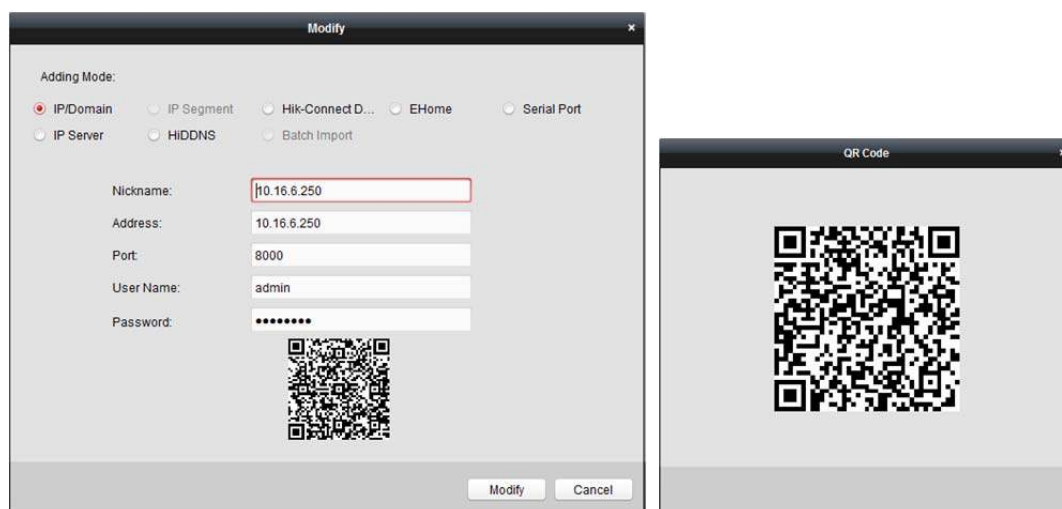 Modify
Adding Mode:
IP/Domain IP Segment Hik-Connect D... EHome Serial Port
IP Server HiDDNS Batch Import
Nickname: 10.16.6.250
Address: 10.16.6.250
Port: 8000
User Name: admin
Password: ●●●●●●●●
Modify Cancel
QR Code